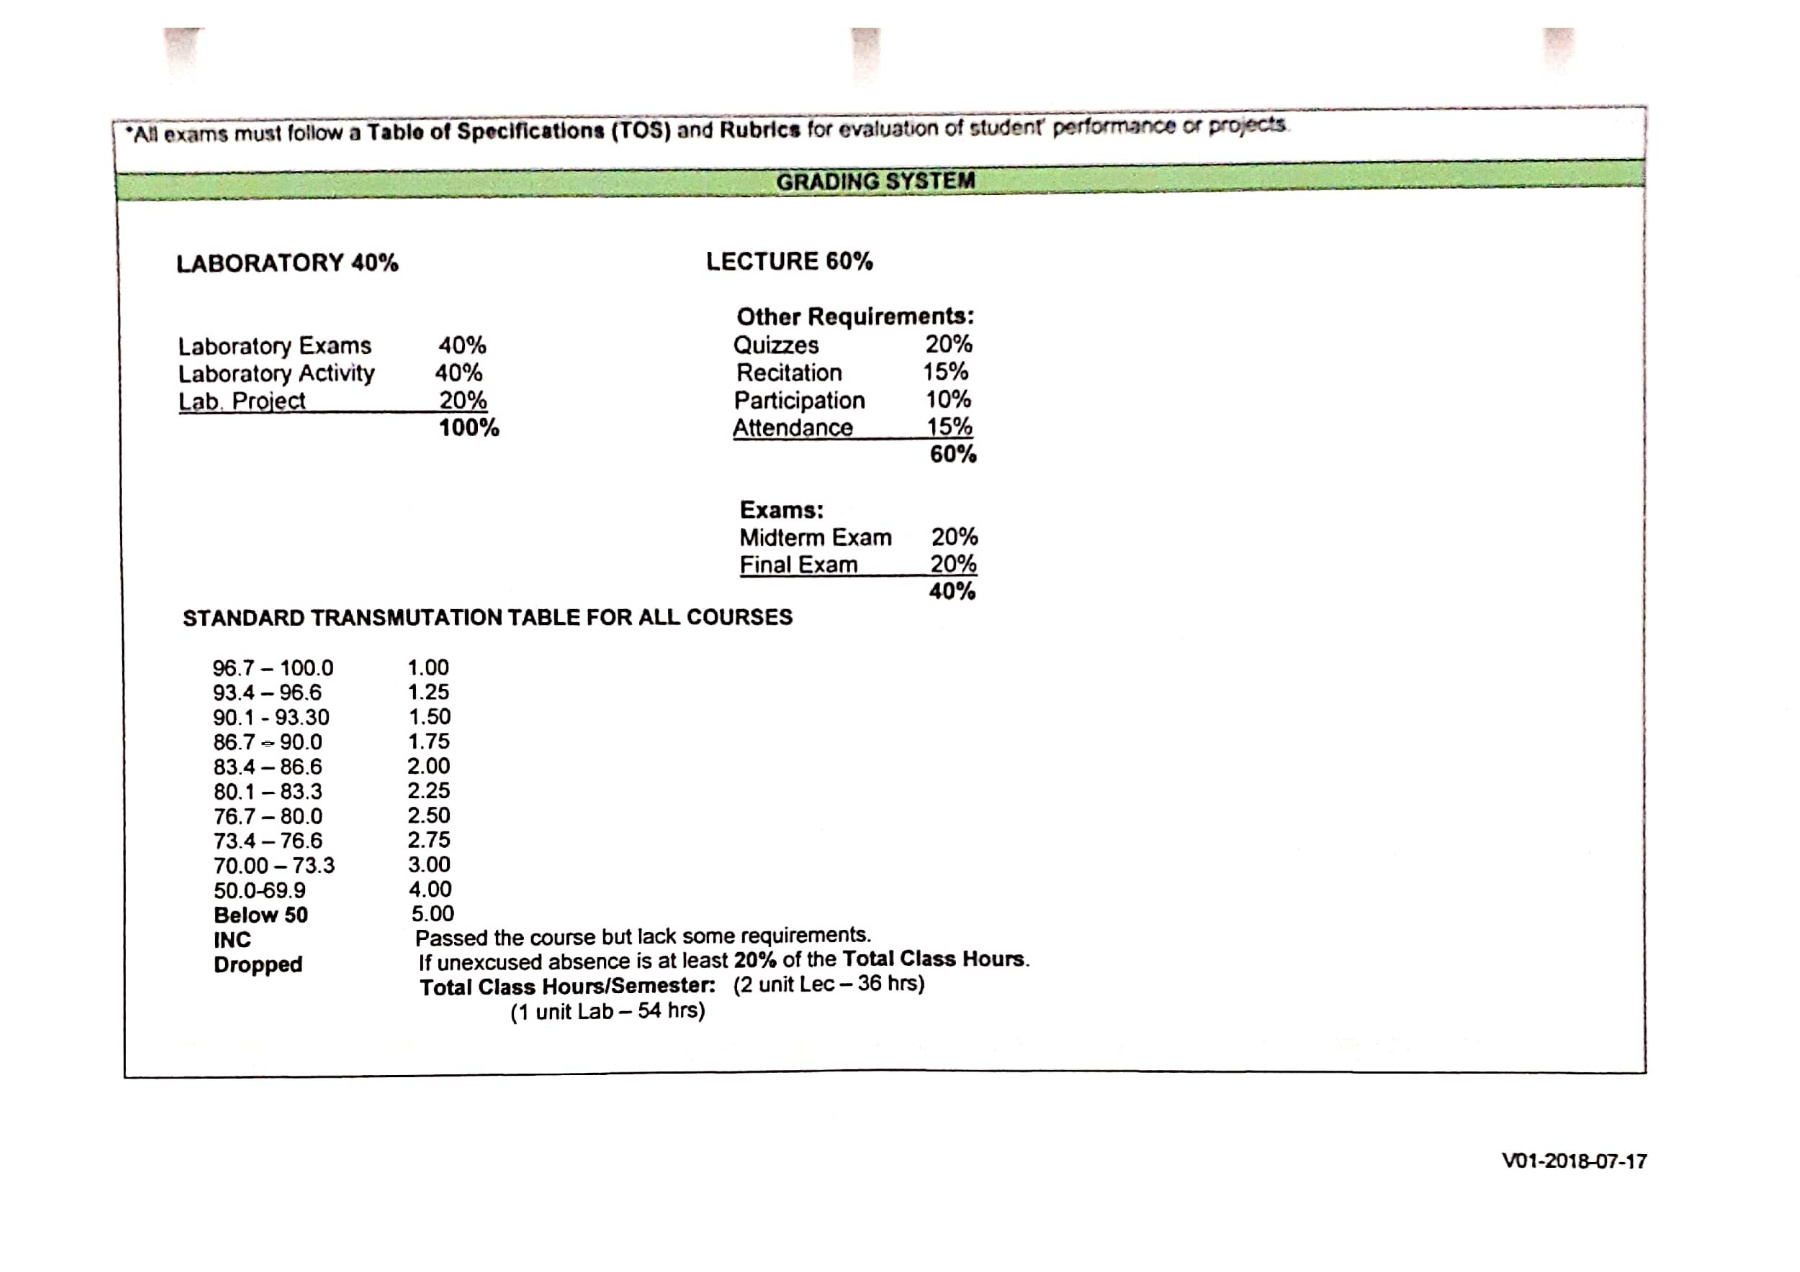 *All exams must follow a Table of Specifications (TOS) and Rubrics for evaluation of student' performance or projects.
GRADING SYSTEM
LABORATORY 40%
Laboratory Exams 40%
Laboratory Activity 40%
Lab. Project 20%
100%
LECTURE 60%
Other Requirements:
Quizzes 20%
Recitation 15%
Participation 10%
Attendance 15%
60%
Exams:
Midterm Exam 20%
Final Exam 20%
40%
STANDARD TRANSMUTATION TABLE FOR ALL COURSES
96.7 – 100.0 1.00
93.4 – 96.6 1.25
90.1 - 93.30 1.50
86.7 – 90.0 1.75
83.4 – 86.6 2.00
80.1 – 83.3 2.25
76.7 – 80.0 2.50
73.4 – 76.6 2.75
70.00 – 73.3 3.00
50.0-69.9 4.00
Below 50 5.00
INC Passed the course but lack some requirements.
Dropped If unexcused absence is at least 20% of the Total Class Hours.
Total Class Hours/Semester: (2 unit Lec – 36 hrs)
(1 unit Lab – 54 hrs)
V01-2018-07-17